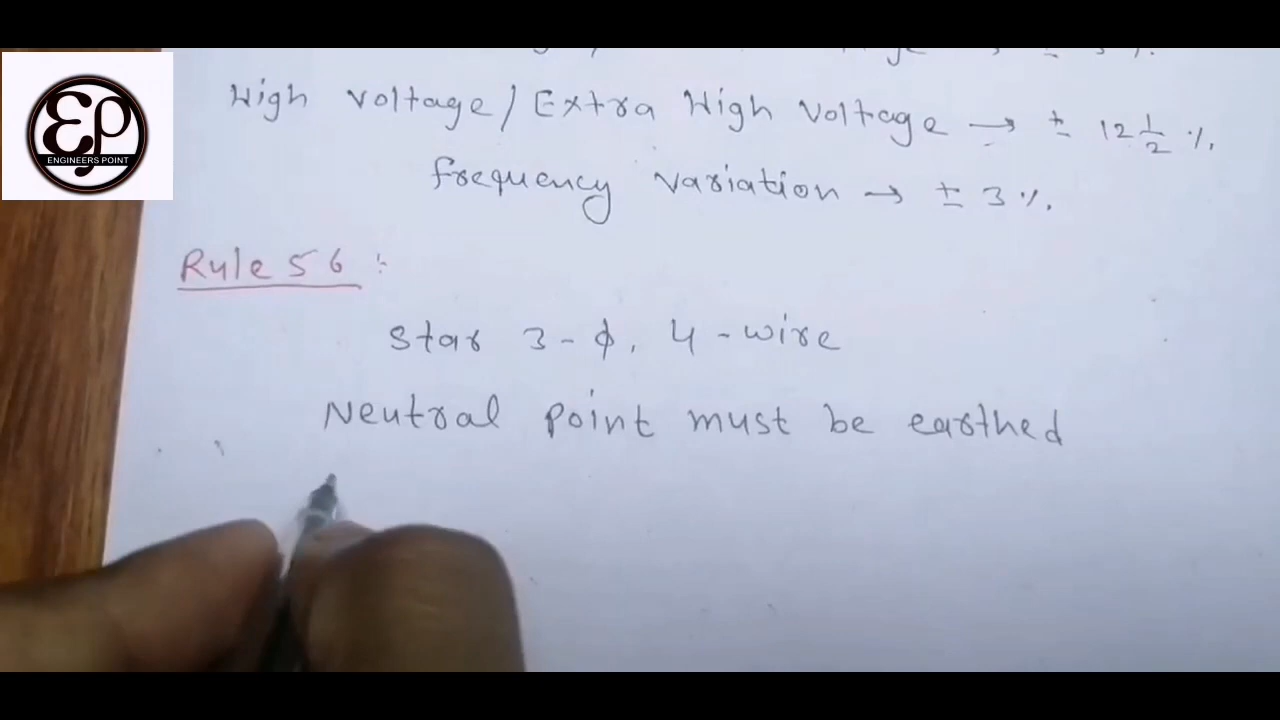 High Voltage / Extra High Voltage → ± 12 1/2 %.
frequency variation → ± 3 %.
Rule 56 :
Star 3-ϕ, 4-wire
Neutral point must be earthed
EP
ENGINEERS POINT